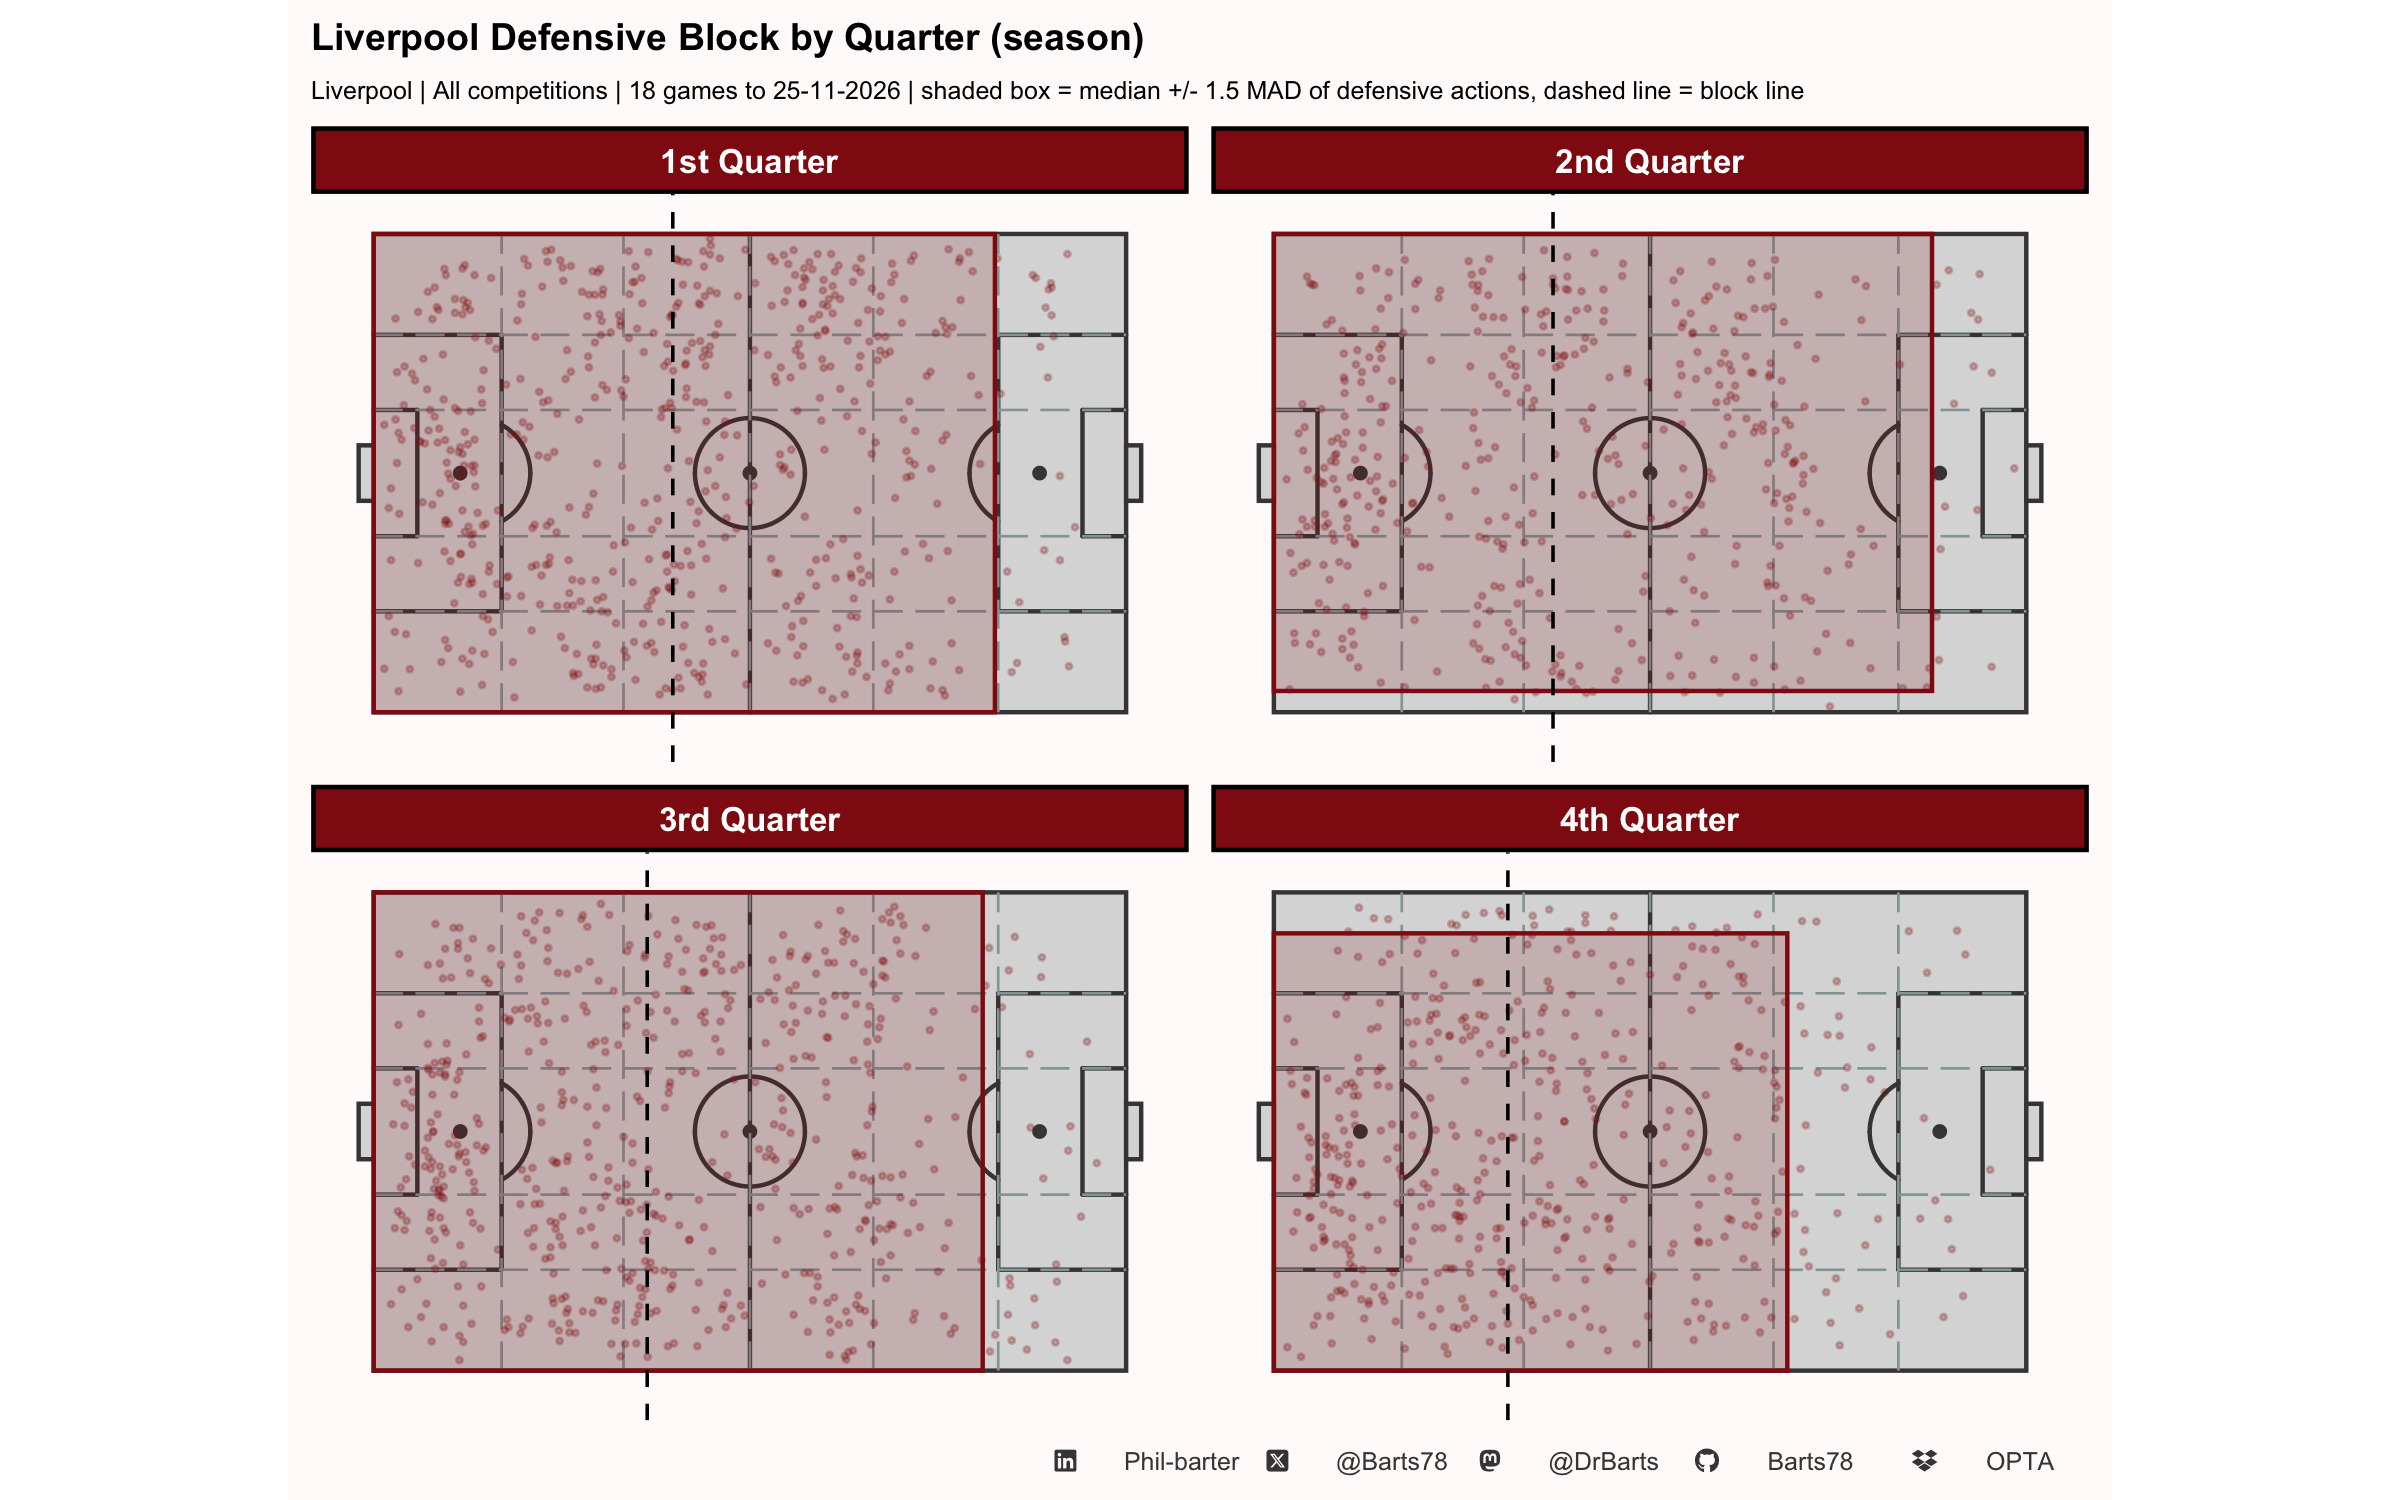 Liverpool Defensive Block by Quarter (season)
Liverpool | All competitions | 18 games to 25-11-2026 | shaded box = median +/- 1.5 MAD of defensive actions, dashed line = block line
1st Quarter
2nd Quarter
3rd Quarter
4th Quarter
Phil-barter @Barts78 @DrBarts Barts78 OPTA